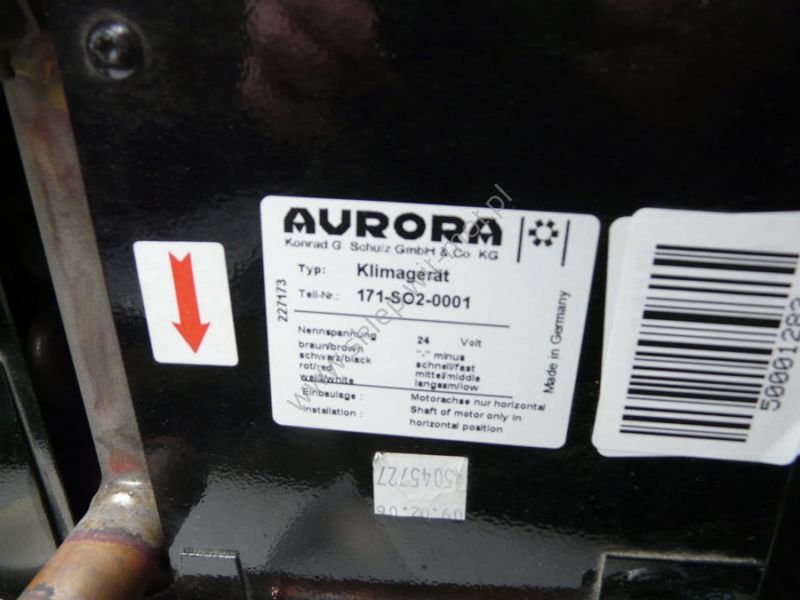 AURORA
Konrad G. Schulz GmbH & Co. KG
Typ: Klimagerät
Teil-Nr.: 171-SO2-0001
227173
Nennspannung 24 Volt
braun/brown "-" minus
schwarz/black schnell/fast
rot/red mittel/middle
weiß/white langsam/low
Einbaulage : Motorachse nur horizontal
Installation : Shaft of motor only in
horizontal position
Made in Germany
50001282
45045727
09.02.06